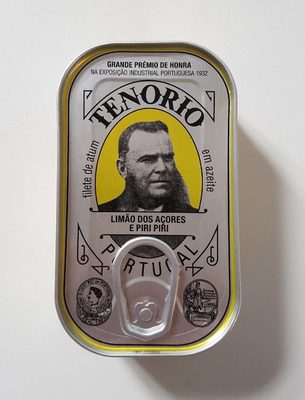 GRANDE PRÉMIO DE HONRA
NA EXPOSIÇÃO INDUSTRIAL PORTUGUESA 1932
TENORIO
filete de atum
em azeite
LIMÃO DOS AÇORES
E PIRI PIRI
PORTUGAL